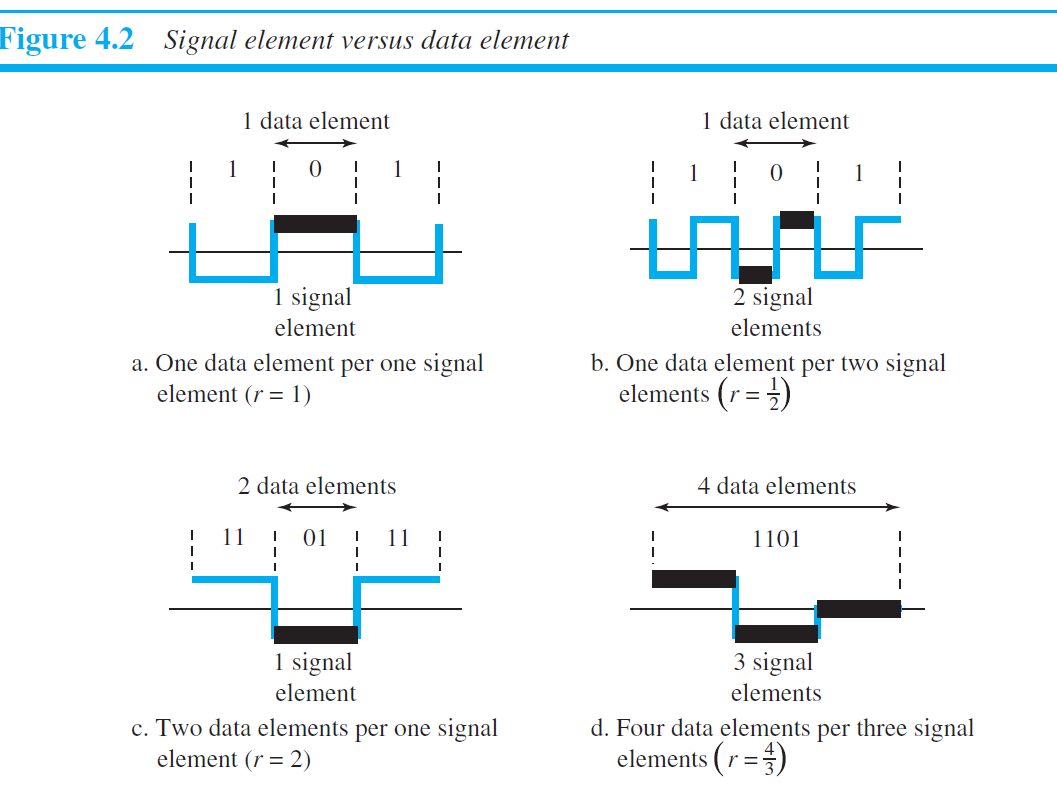 Figure 4.2 Signal element versus data element
1 data element
1 0 1
1 signal
element
a. One data element per one signal
element (r = 1)
1 data element
1 0 1
2 signal
elements
b. One data element per two signal
elements (r = 1/2)
2 data elements
11 01 11
1 signal
element
c. Two data elements per one signal
element (r = 2)
4 data elements
1101
3 signal
elements
d. Four data elements per three signal
elements (r = 4/3)